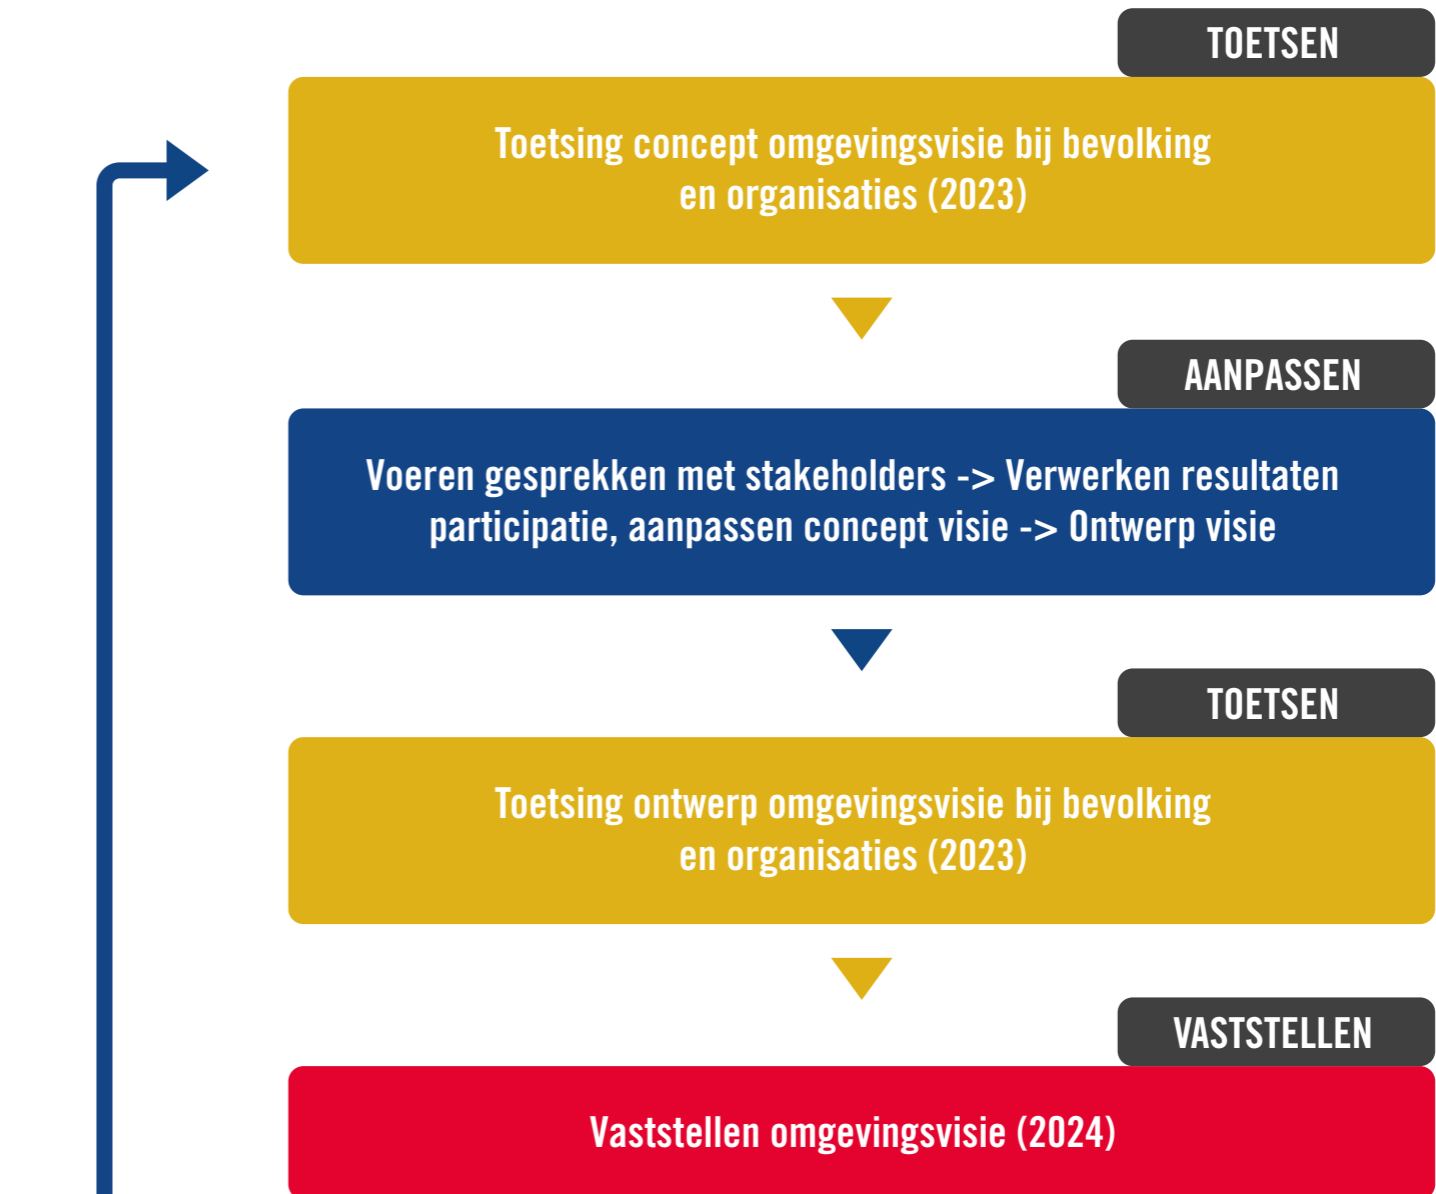 TOETSEN
Toetsing concept omgevingsvisie bij bevolking
en organisaties (2023)
AANPASSEN
Voeren gesprekken met stakeholders -> Verwerken resultaten
participatie, aanpassen concept visie -> Ontwerp visie
TOETSEN
Toetsing ontwerp omgevingsvisie bij bevolking
en organisaties (2023)
VASTSTELLEN
Vaststellen omgevingsvisie (2024)